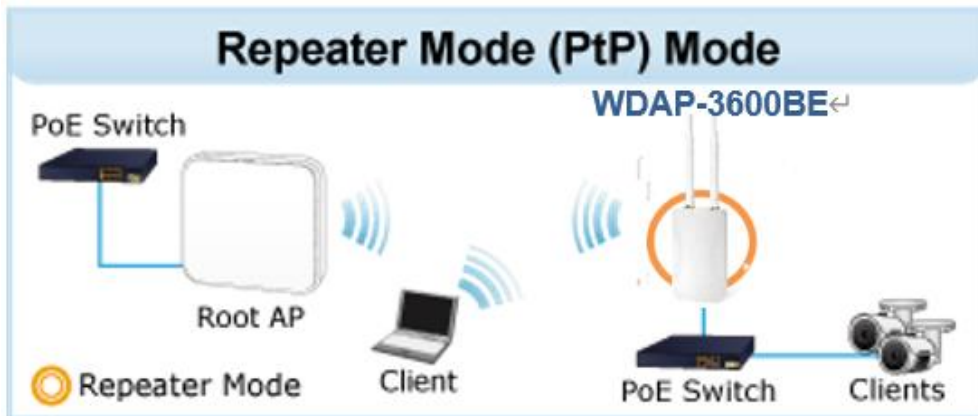 Repeater Mode (PtP) Mode
WDAP-3600BE↵
PoE Switch
Root AP
Client
PoE Switch
Clients
Repeater Mode